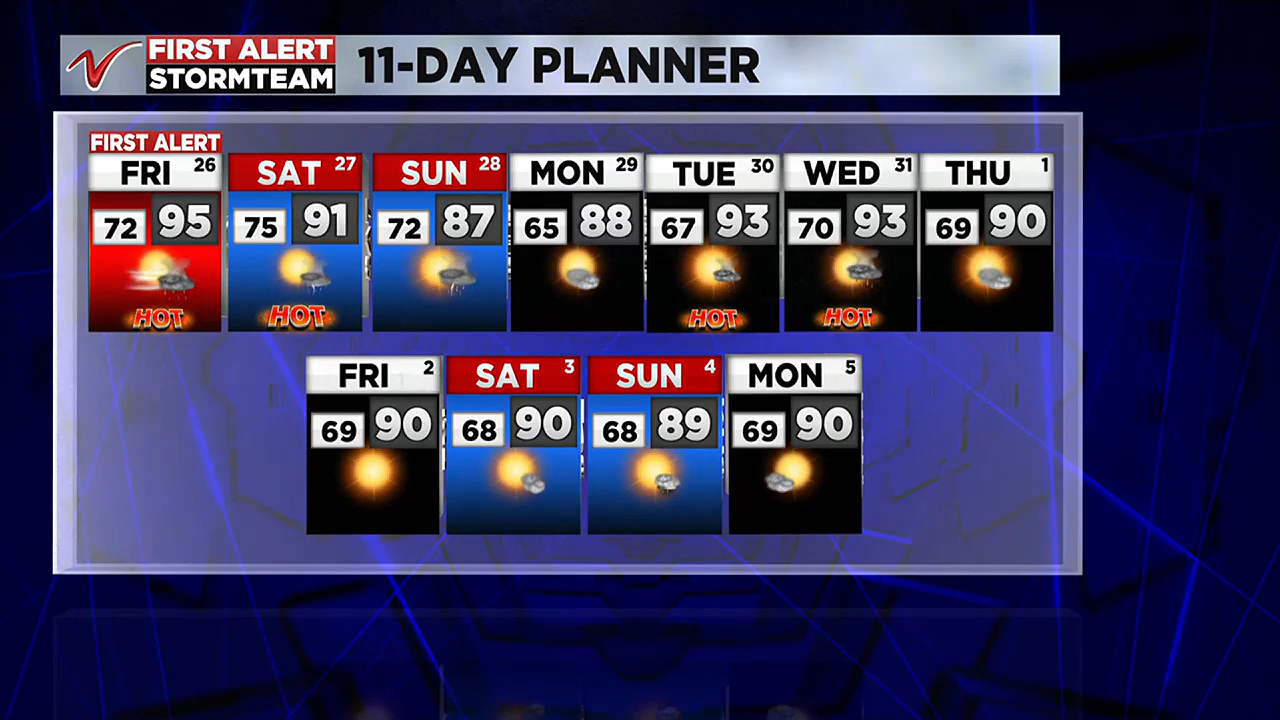 FIRST ALERT
STORMTEAM
11-DAY PLANNER
FIRST ALERT
FRI 26 SAT 27 SUN 28 MON 29 TUE 30 WED 31 THU 1
72 95 75 91 72 87 65 88 67 93 70 93 69 90
HOT HOT HOT HOT
FRI 2 SAT 3 SUN 4 MON 5
69 90 68 90 68 89 69 90